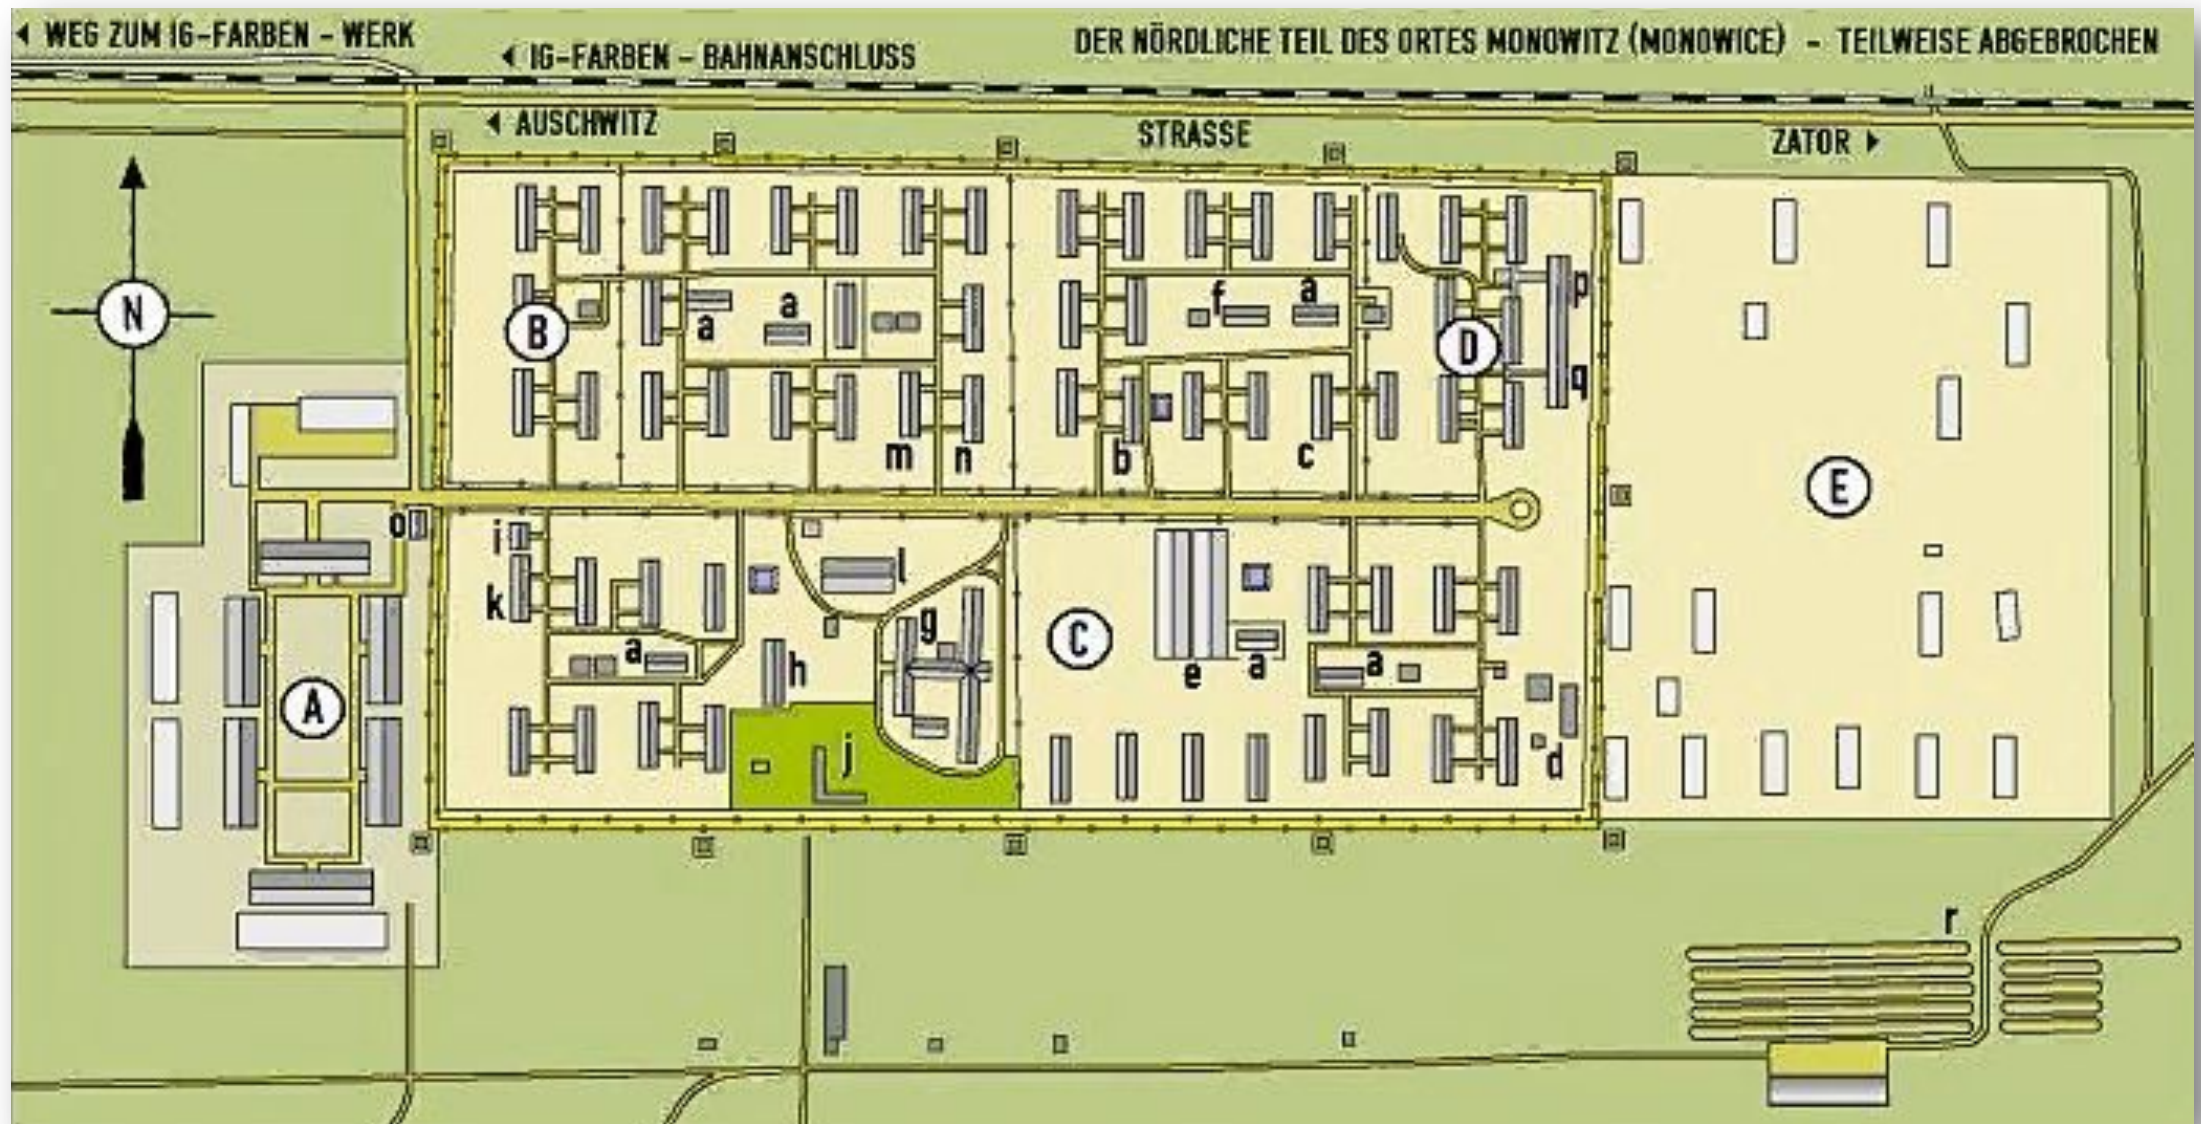 ◄ WEG ZUM IG-FARBEN - WERK
◄ IG-FARBEN - BAHNANSCHLUSS
DER NÖRDLICHE TEIL DES ORTES MONOWITZ (MONOWICE) - TEILWEISE ABGEBROCHEN
◄ AUSCHWITZ
STRASSE
ZATOR ►
N
B
a
a
f
a
D
p
q
m
n
b
c
E
o
i
k
l
g
a
h
C
e
a
a
A
j
d
r